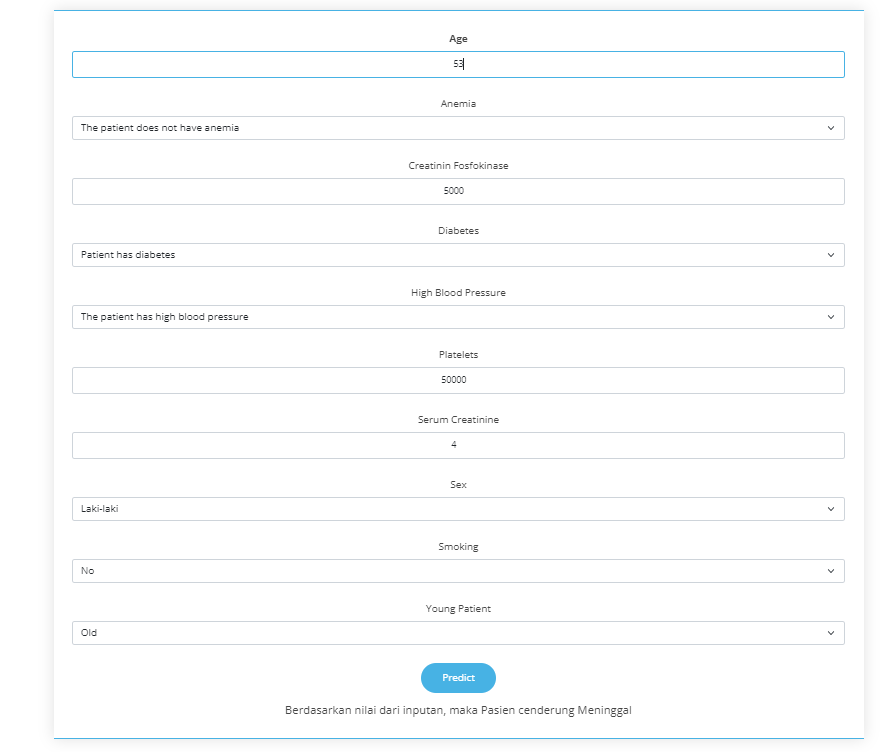 Age
53
Anemia
The patient does not have anemia
Creatinin Fosfokinase
5000
Diabetes
Patient has diabetes
High Blood Pressure
The patient has high blood pressure
Platelets
50000
Serum Creatinine
4
Sex
Laki-laki
Smoking
No
Young Patient
Old
Predict
Berdasarkan nilai dari inputan, maka Pasien cenderung Meninggal